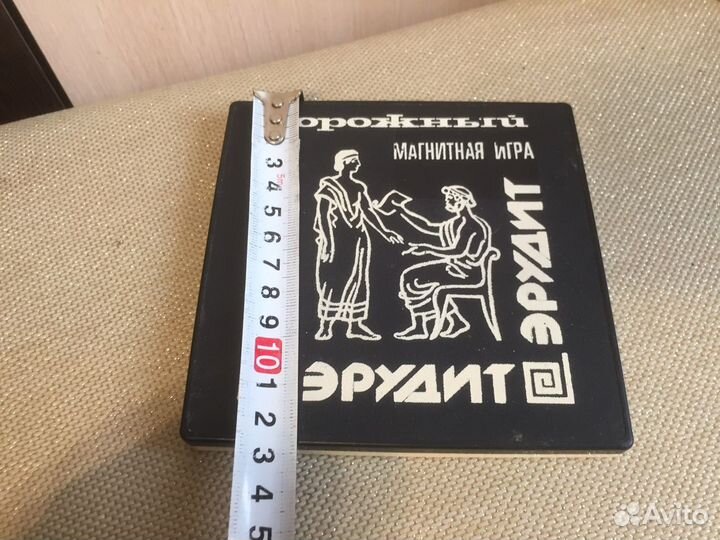 орожный
МАГНИТНАЯ ИГРА
ЭРУДИТ
ЭРУДИТ
3 4 5 6 7 8 9 10 1 2 3 4 5
5m
Avito